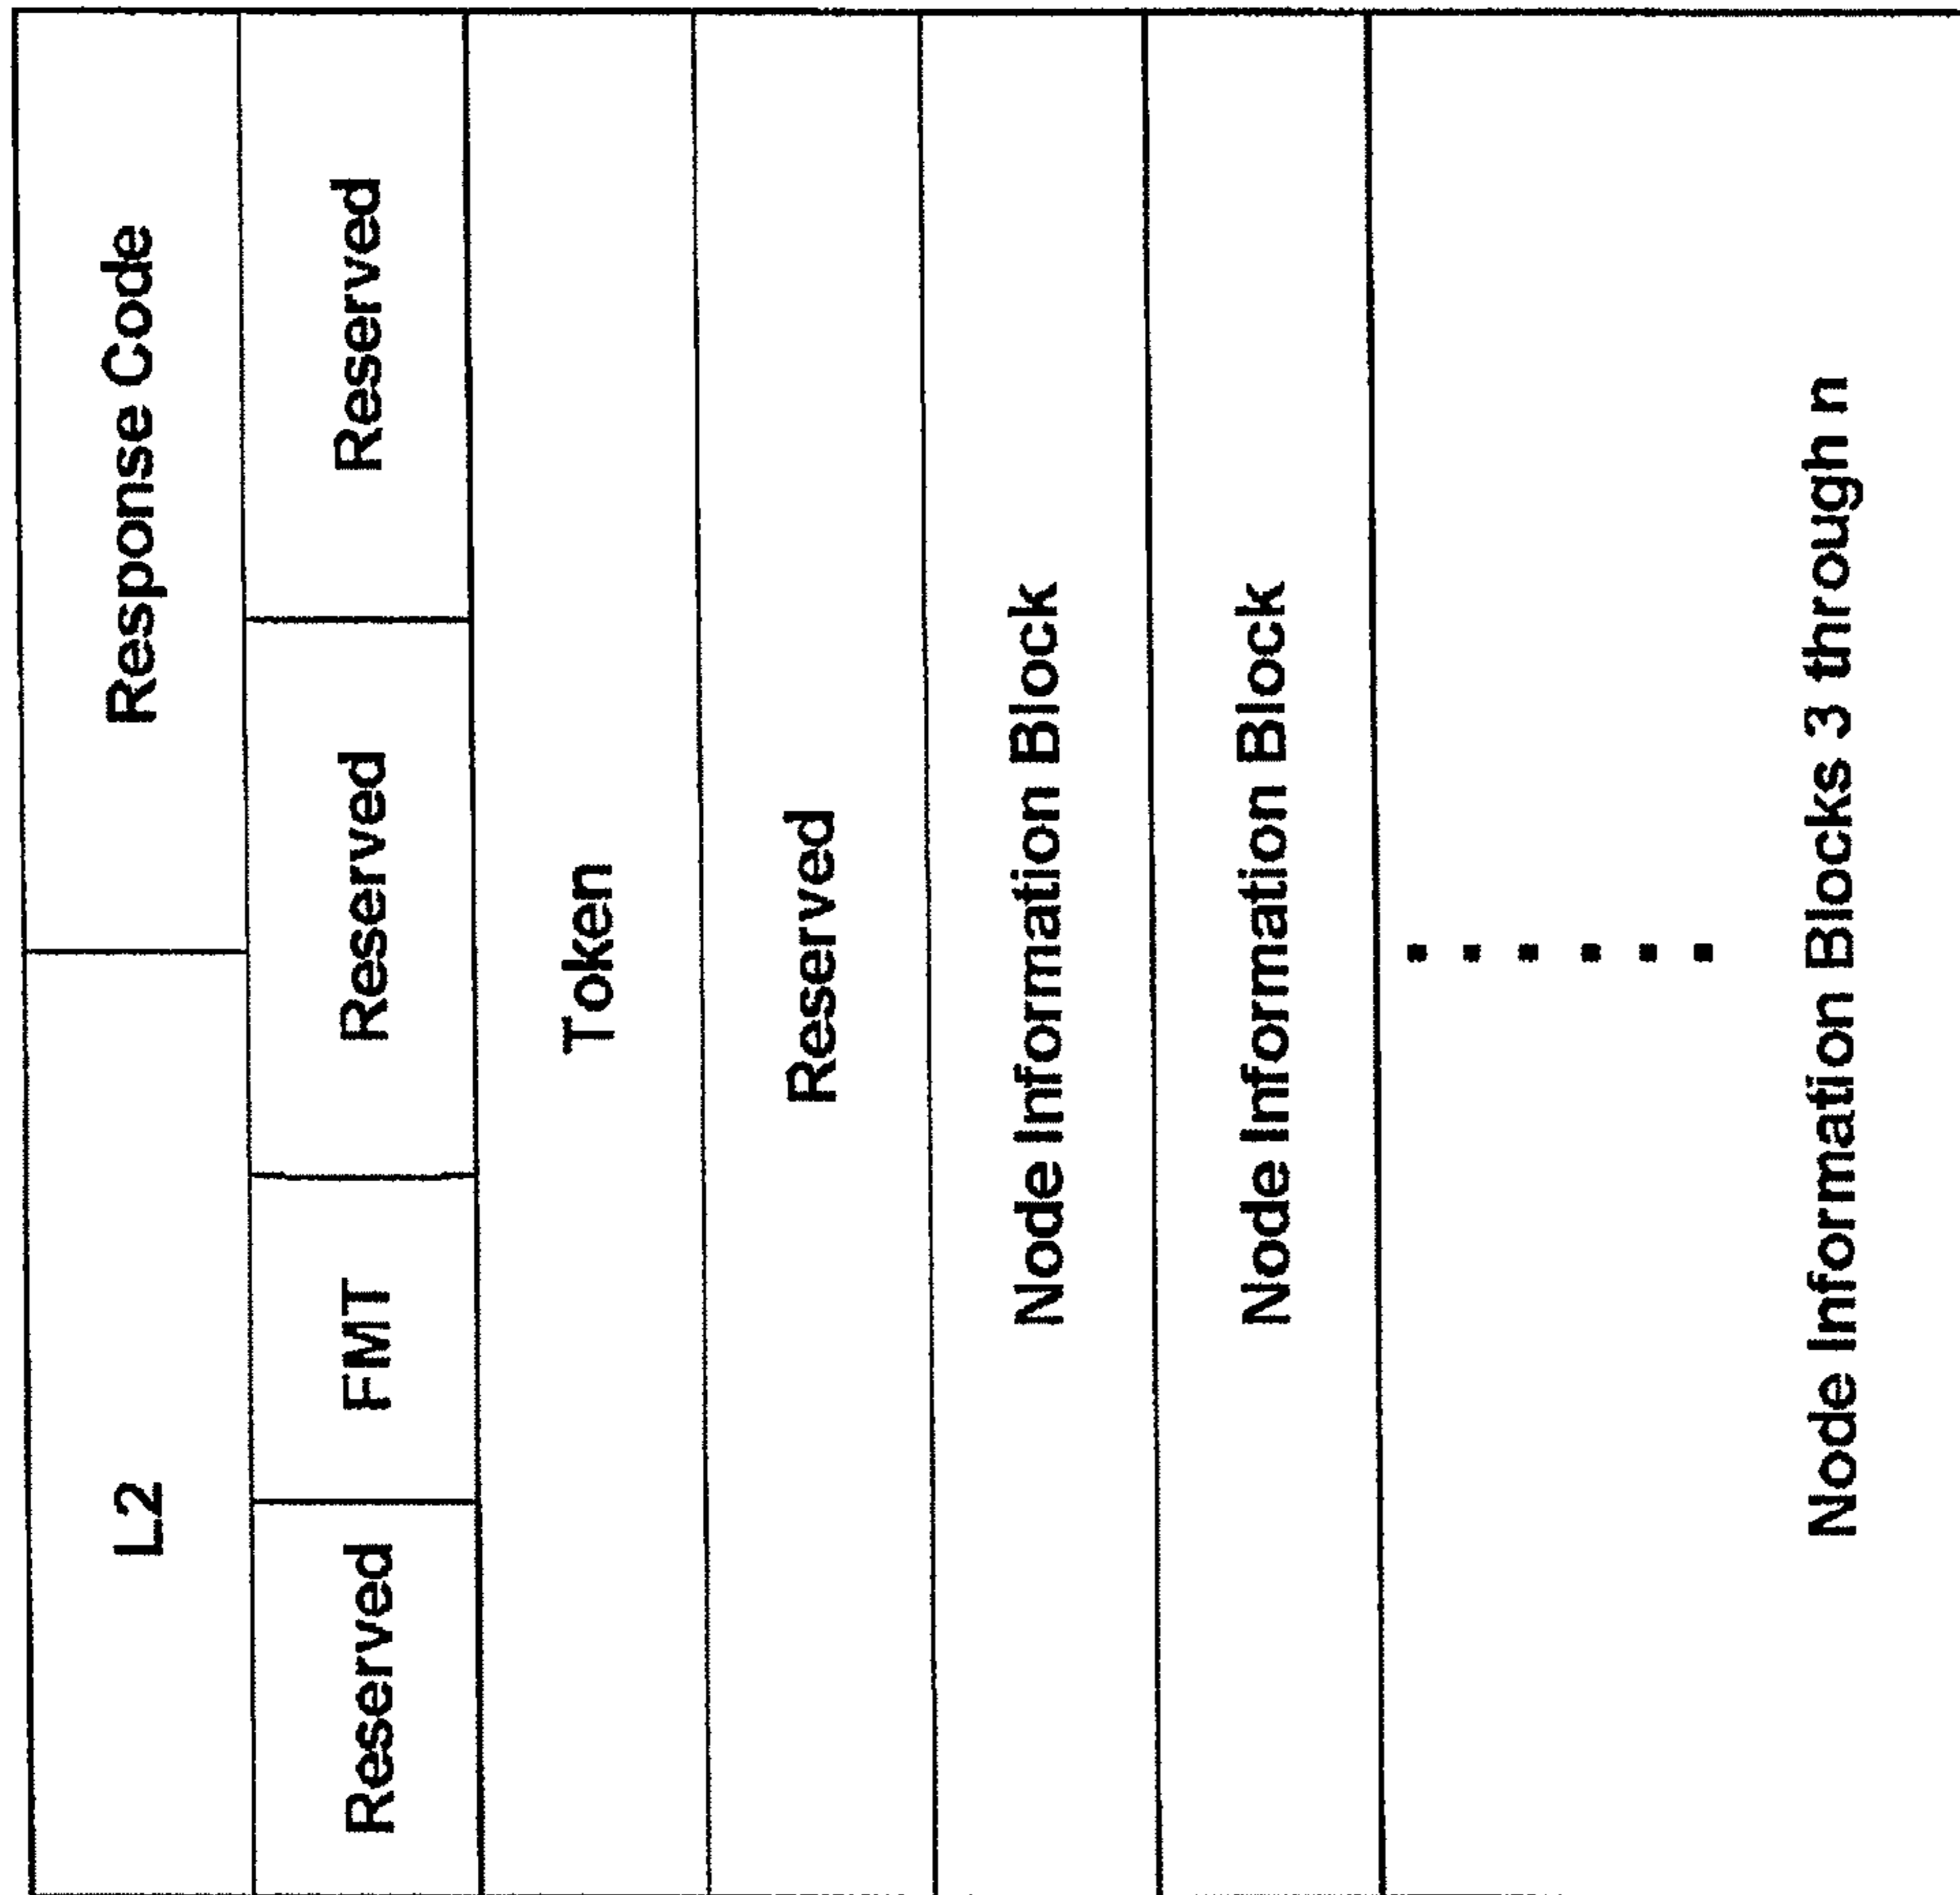 L2
Response Code
Reserved
FMT
Reserved
Reserved
Token
Reserved
Node Information Block
Node Information Block
Node Information Blocks 3 through n